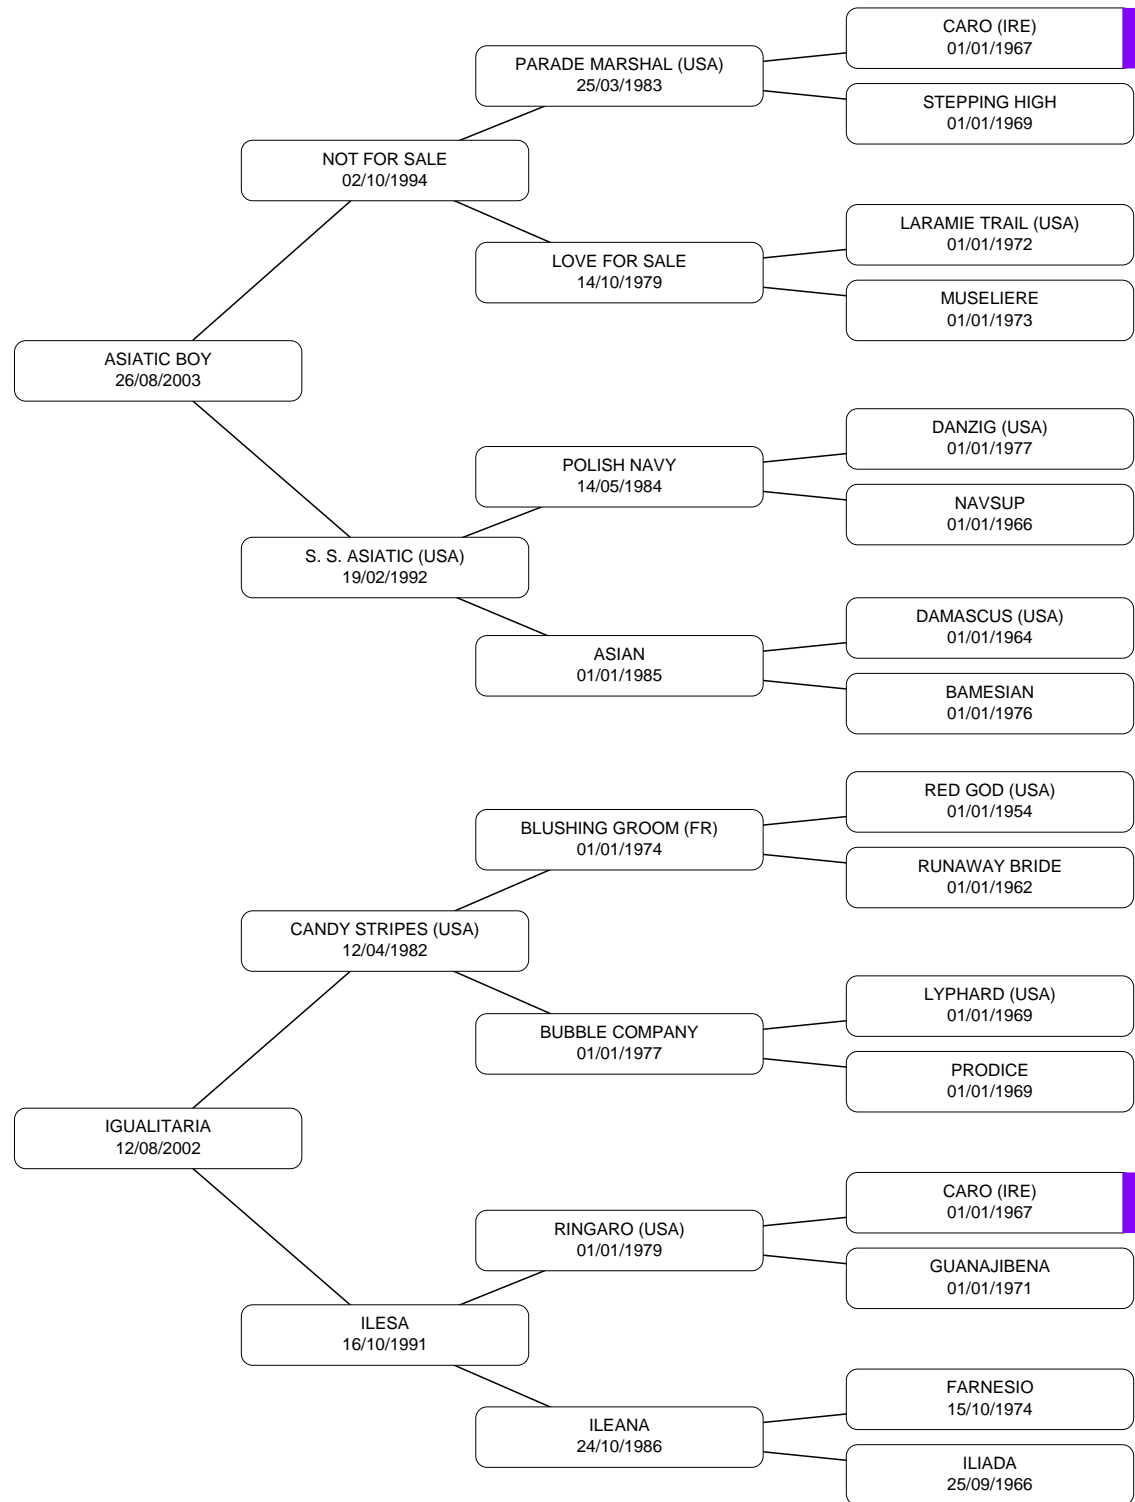 CARO (IRE)
01/01/1967
PARADE MARSHAL (USA)
25/03/1983
STEPPING HIGH
01/01/1969
NOT FOR SALE
02/10/1994
LARAMIE TRAIL (USA)
01/01/1972
LOVE FOR SALE
14/10/1979
MUSELIERE
01/01/1973
ASIATIC BOY
26/08/2003
DANZIG (USA)
01/01/1977
POLISH NAVY
14/05/1984
NAVSUP
01/01/1966
S. S. ASIATIC (USA)
19/02/1992
DAMASCUS (USA)
01/01/1964
ASIAN
01/01/1985
BAMESIAN
01/01/1976
RED GOD (USA)
01/01/1954
BLUSHING GROOM (FR)
01/01/1974
RUNAWAY BRIDE
01/01/1962
CANDY STRIPES (USA)
12/04/1982
LYPHARD (USA)
01/01/1969
BUBBLE COMPANY
01/01/1977
PRODICE
01/01/1969
IGUALITARIA
12/08/2002
CARO (IRE)
01/01/1967
RINGARO (USA)
01/01/1979
GUANAJIBENA
01/01/1971
ILESA
16/10/1991
FARNESIO
15/10/1974
ILEANA
24/10/1986
ILIADA
25/09/1966